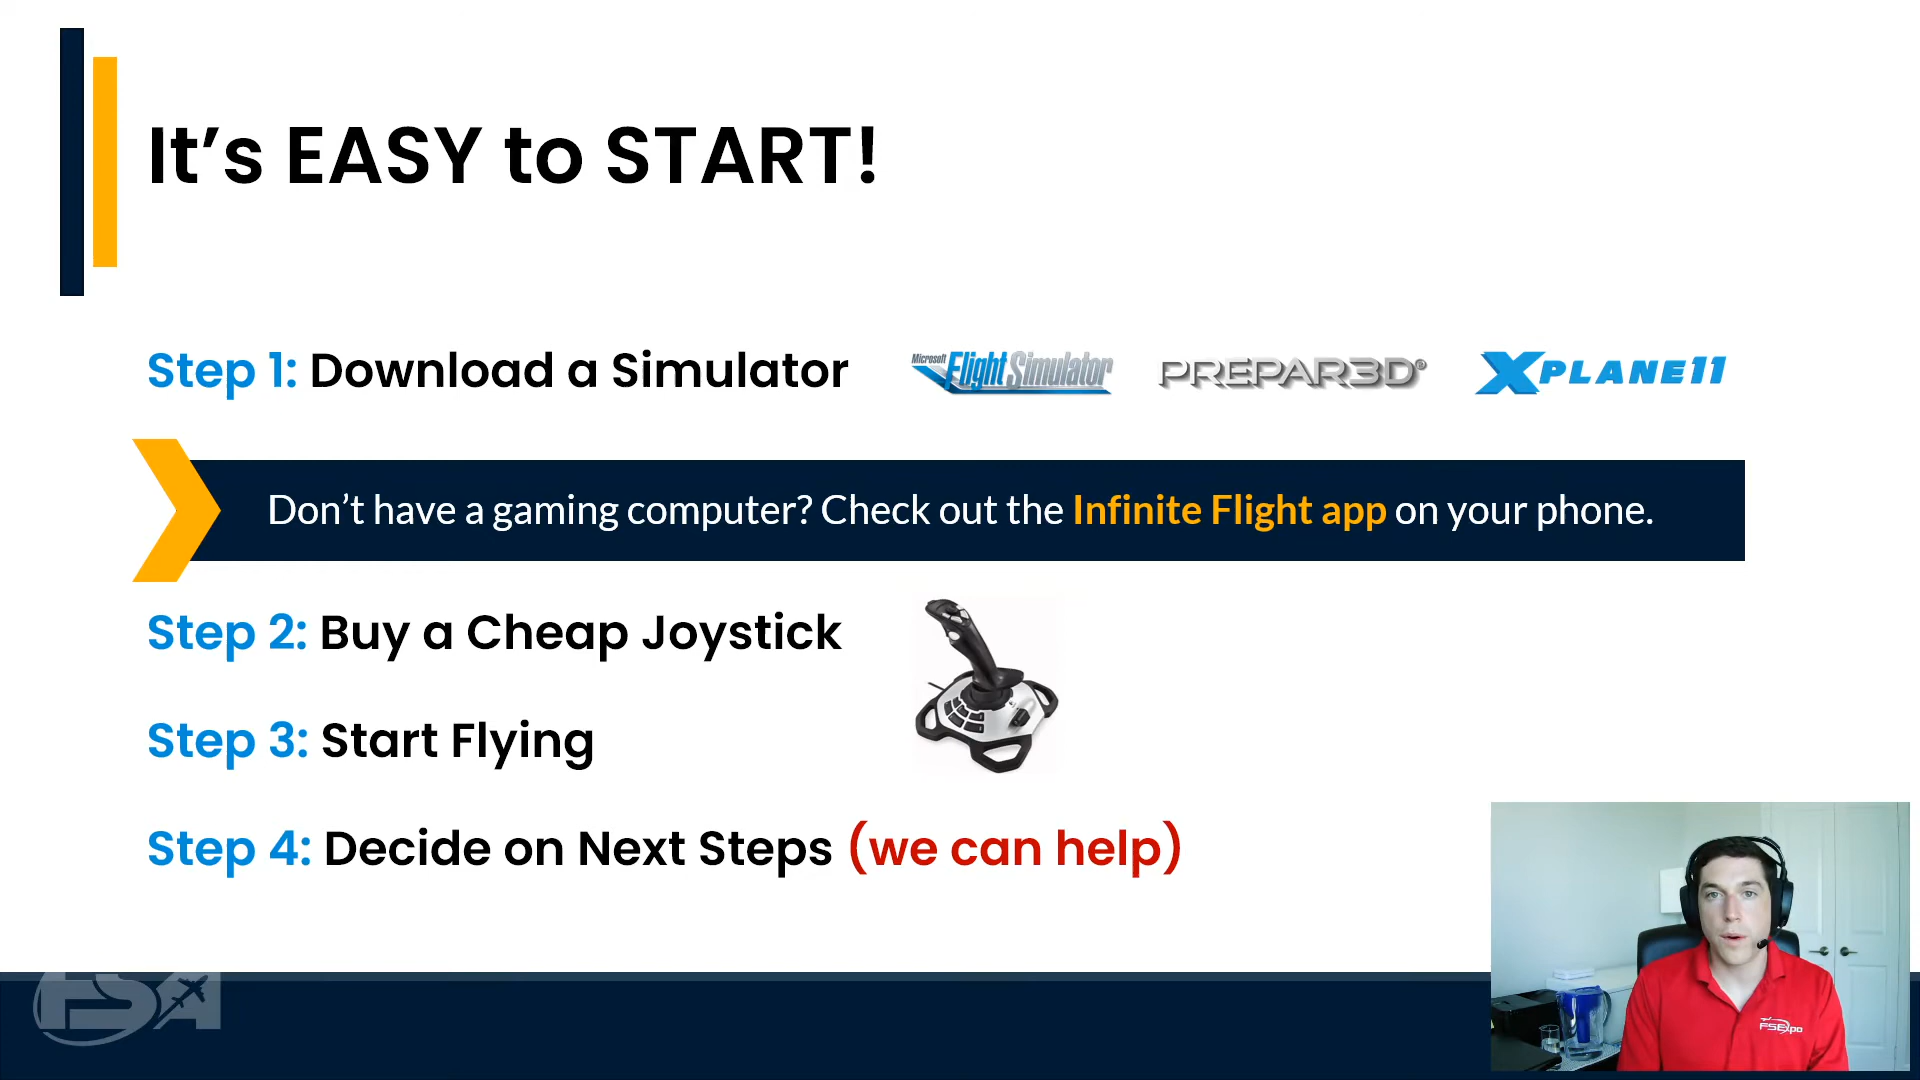 It’s EASY to START!
Step 1: Download a Simulator
Microsoft Flight Simulator
PREPAR3D®
XPLANE11
Don’t have a gaming computer? Check out the Infinite Flight app on your phone.
Step 2: Buy a Cheap Joystick
Step 3: Start Flying
Step 4: Decide on Next Steps (we can help)
FSA
FSExpo